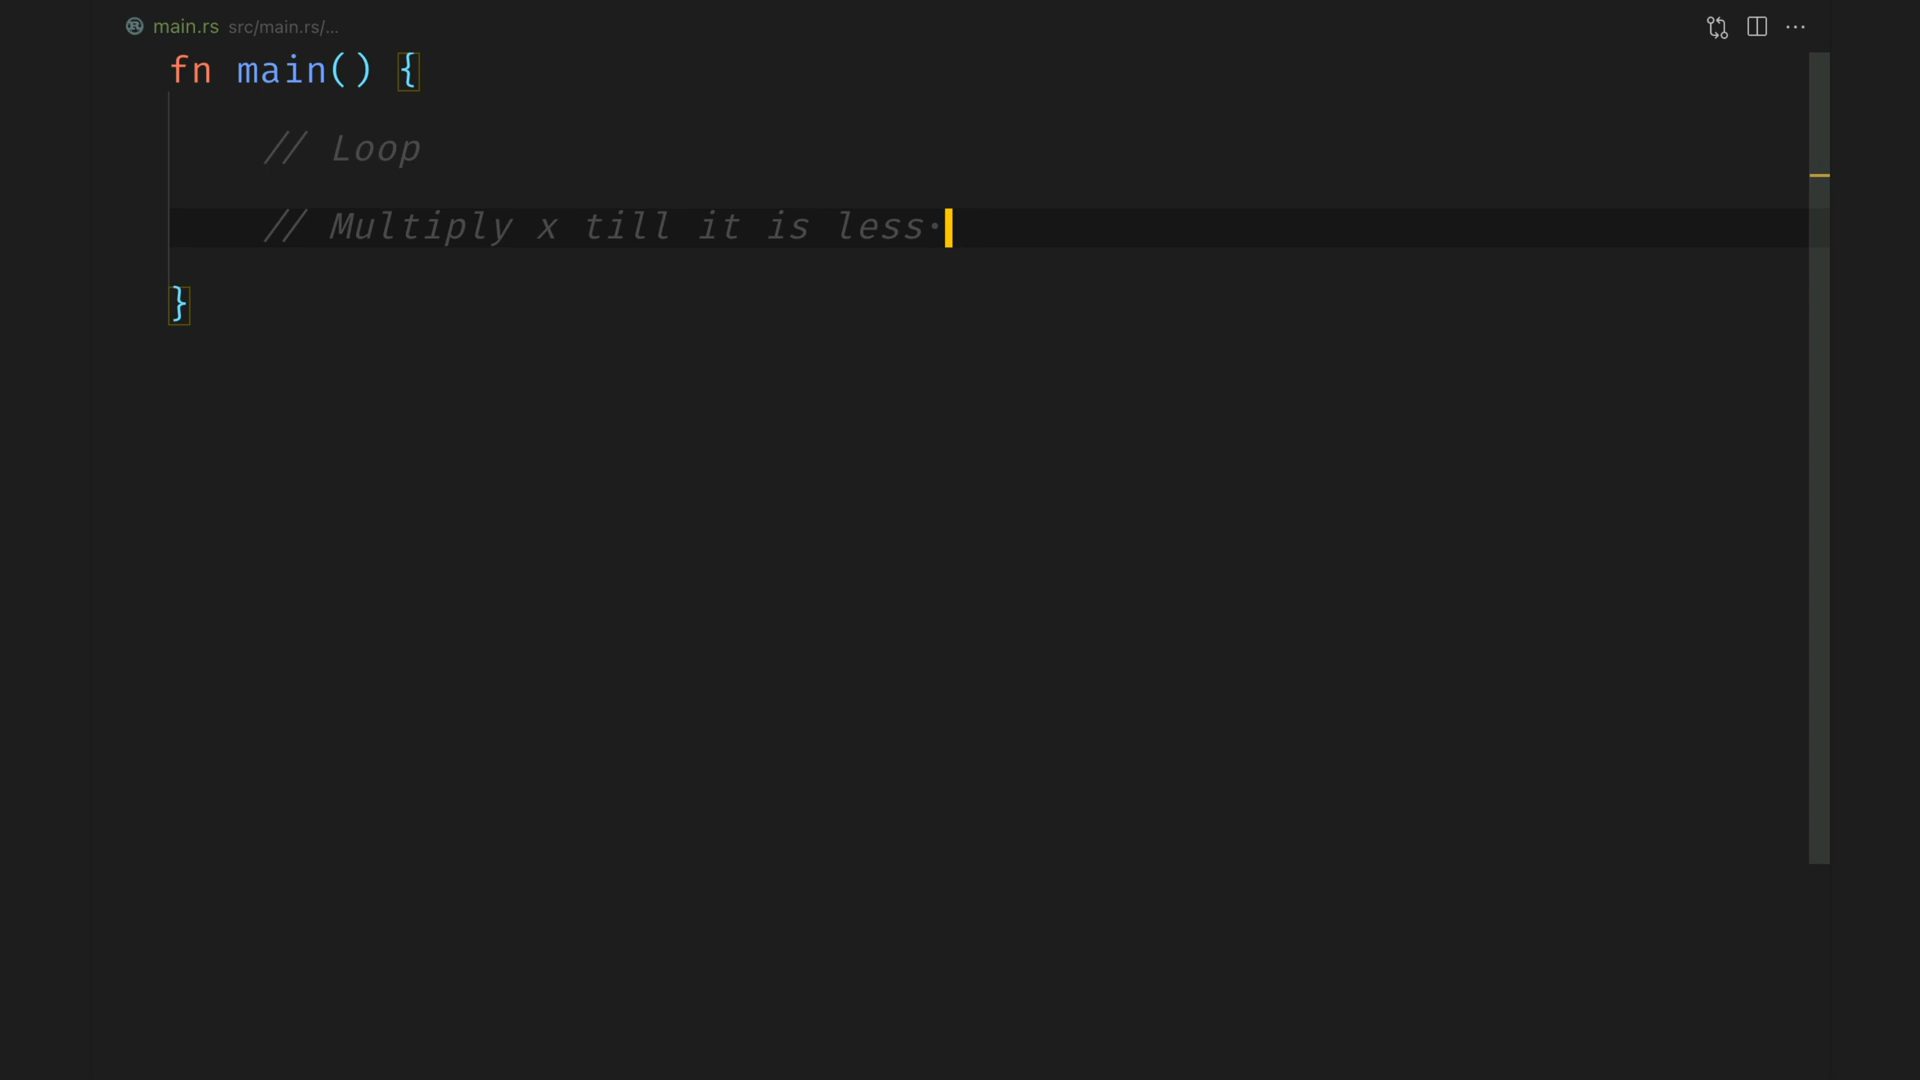 main.rs src/main.rs/...
fn main() {
// Loop
// Multiply x till it is less
}